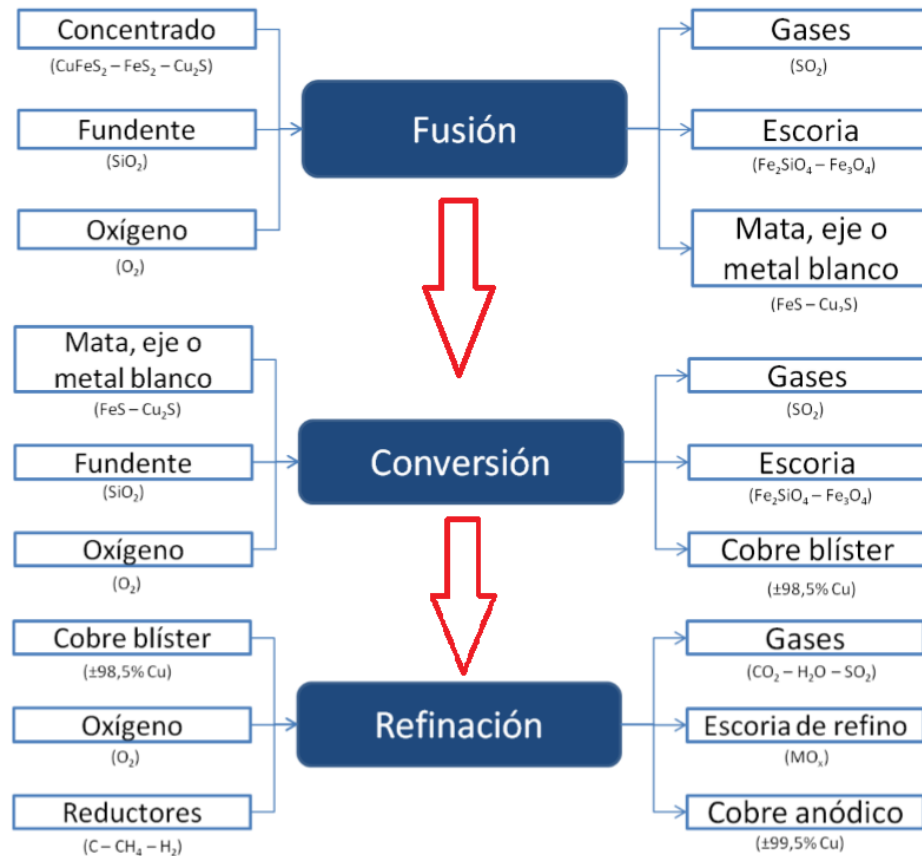 Concentrado
(CuFeS₂ – FeS₂ – Cu₂S)
Fundente
(SiO₂)
Oxígeno
(O₂)
Fusión
Gases
(SO₂)
Escoria
(Fe₂SiO₄ – Fe₃O₄)
Mata, eje o
metal blanco
(FeS – Cu₂S)
Mata, eje o
metal blanco
(FeS – Cu₂S)
Fundente
(SiO₂)
Oxígeno
(O₂)
Conversión
Gases
(SO₂)
Escoria
(Fe₂SiO₄ – Fe₃O₄)
Cobre blíster
(±98,5% Cu)
Cobre blíster
(±98,5% Cu)
Oxígeno
(O₂)
Reductores
(C – CH₄ – H₂)
Refinación
Gases
(CO₂ – H₂O – SO₂)
Escoria de refino
(MOₓ)
Cobre anódico
(±99,5% Cu)